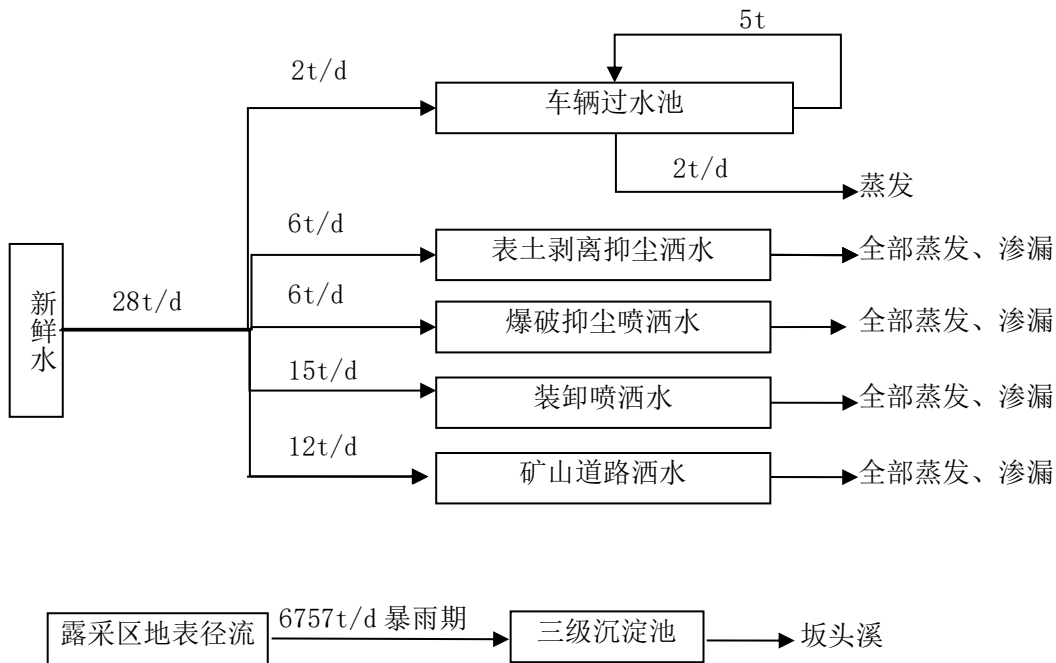 5t
2t/d
车辆过水池
2t/d
蒸发
6t/d
表土剥离抑尘洒水
全部蒸发、渗漏
新鲜水
28t/d
6t/d
爆破抑尘喷洒水
全部蒸发、渗漏
15t/d
装卸喷洒水
全部蒸发、渗漏
12t/d
矿山道路洒水
全部蒸发、渗漏
露采区地表径流
6757t/d 暴雨期
三级沉淀池
坂头溪